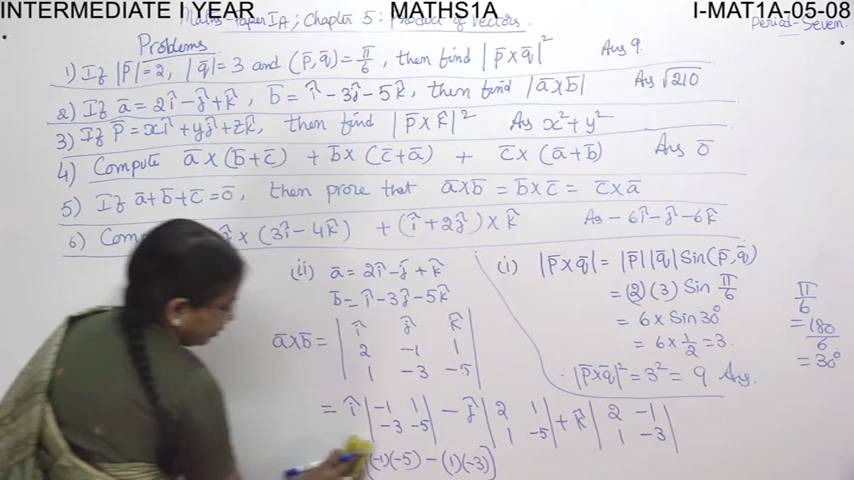 INTERMEDIATE I YEAR MATHS1A I-MAT1A-05-08
Maths-Paper IA; Chapter 5: Product of vectors.
Period-Seven.
Problems
1) If |p̅|=2, |q̅|=3 and (p̅,q̅)=π/6, then find |p̅×q̅|² Ans 9.
2) If a̅=2î-ĵ+k̂, b̅=î-3ĵ-5k̂, then find |a̅×b̅| Ans √210
3) If p̅=xî+yĵ+zk̂, then find |p̅×k̂|² Ans x²+y²
4) Compute a̅×(b̅+c̅) + b̅×(c̅+a̅) + c̅×(a̅+b̅) Ans 0̅
5) If a̅+b̅+c̅=0̅, then prove that a̅×b̅=b̅×c̅=c̅×a̅
6) Com × (3î-4k̂) + (î+2ĵ)×k̂ Ans -6î-ĵ-6k̂
(ii) a̅=2î-ĵ+k̂
b̅=î-3ĵ-5k̂
a̅×b̅ = | î ĵ k̂ |
| 2 -1 1 |
| 1 -3 -5 |
= î |-1 1| - ĵ |2 1| + k̂ |2 -1|
|-3 -5| |1 -5| |1 -3|
(-1)(-5) - (1)(-3)]
(i) |p̅×q̅| = |p̅||q̅| Sin(p̅,q̅)
= (2)(3) Sin π/6
= 6 × Sin 30°
= 6 × 1/2 = 3.
∴ |p̅×q̅|² = 3² = 9 Ans.
π/6
= 180/6
= 30°